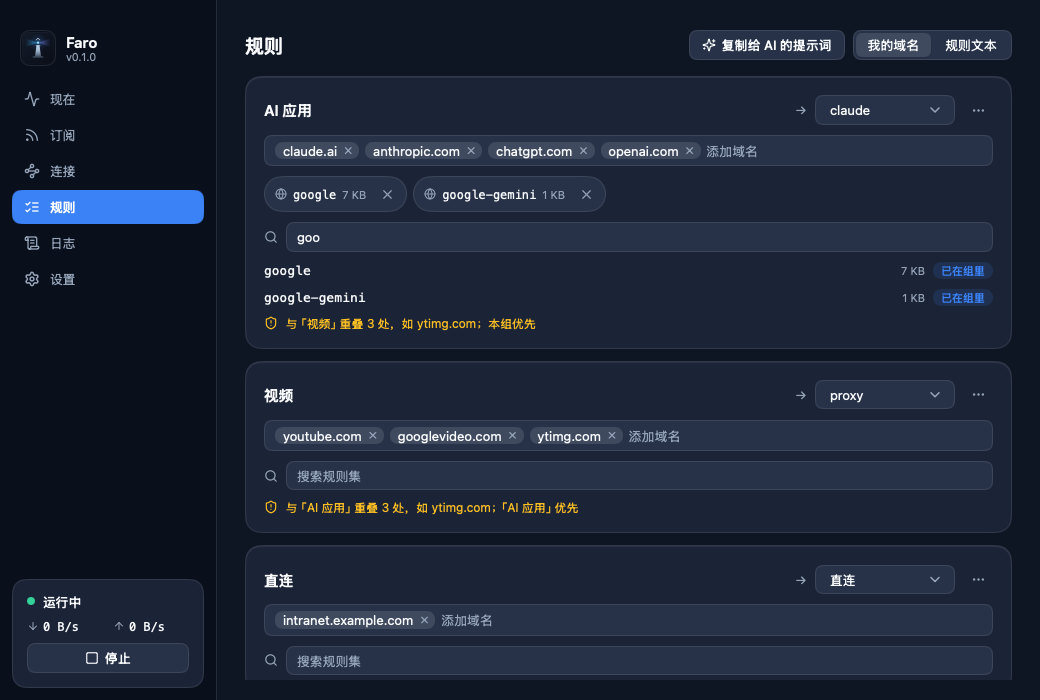 Faro
v0.1.0
现在
订阅
连接
规则
日志
设置
运行中
0 B/s 0 B/s
停止
规则
复制给 AI 的提示词 我的域名 规则文本
AI 应用 → claude ···
claude.ai × anthropic.com × chatgpt.com × openai.com × 添加域名
google 7 KB × google-gemini 1 KB ×
goo
google 7 KB 已在组里
google-gemini 1 KB 已在组里
与「视频」重叠 3 处，如 ytimg.com；本组优先
视频 → proxy ···
youtube.com × googlevideo.com × ytimg.com × 添加域名
搜索规则集
与「AI 应用」重叠 3 处，如 ytimg.com；「AI 应用」优先
直连 → 直连 ···
intranet.example.com × 添加域名
搜索规则集